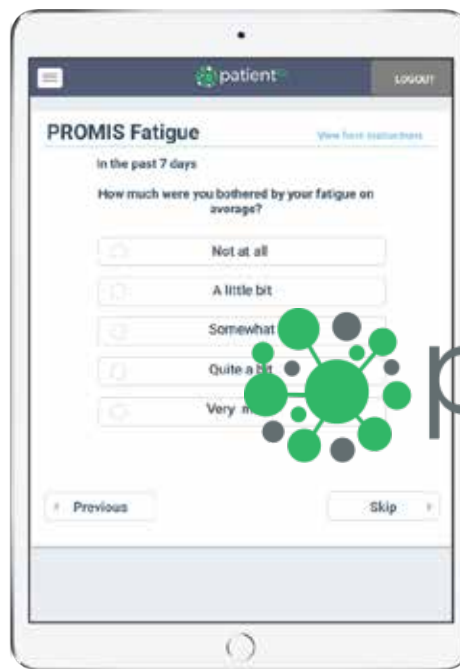 patient
LOGOUT
PROMIS Fatigue
View form instructions
In the past 7 days
How much were you bothered by your fatigue on
average?
Not at all
A little bit
Somewhat
Quite a bit
Very
Previous
Skip
p